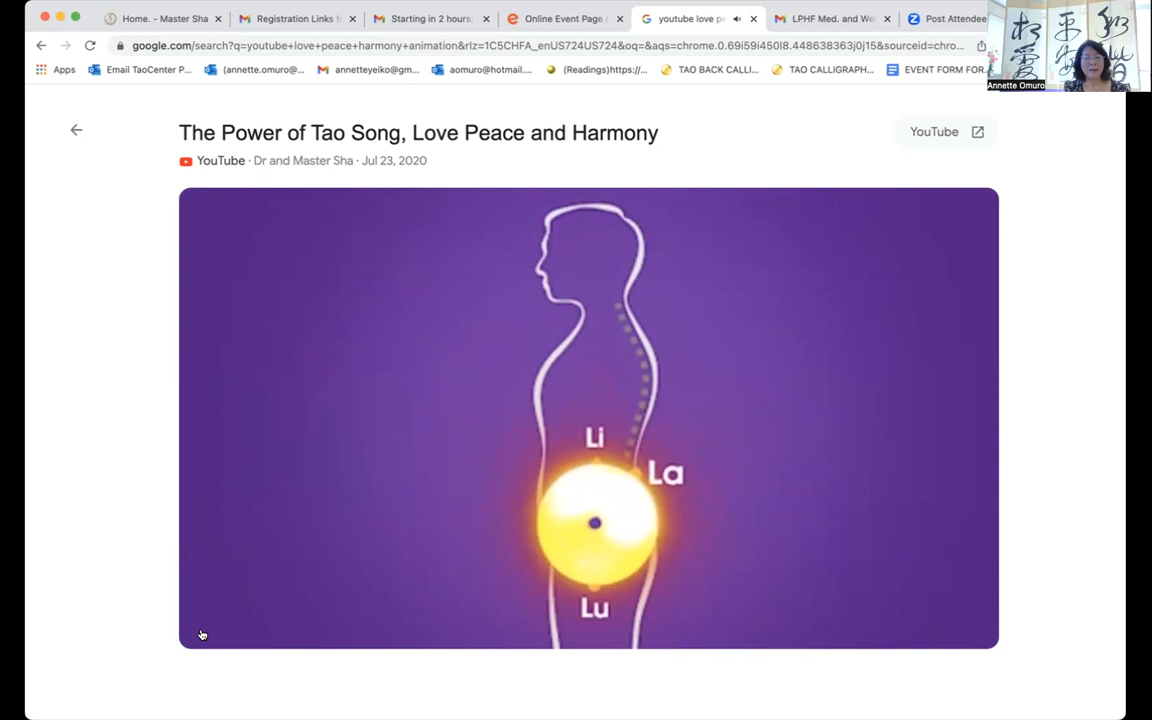 Home. - Master Sha
Registration Links f
Starting in 2 hours:
Online Event Page
youtube love pe
LPHF Med. and We
Post Attendee
google.com/search?q=youtube+love+peace+harmony+animation&rlz=1C5CHFA_enUS724US724&oq=&aqs=chrome.0.69i59i450l8.448638363j0j15&sourceid=chro...
Apps
Email TaoCenter P...
(annette.omuro@...
annetteyeiko@gm...
aomuro@hotmail....
(Readings)https://...
TAO BACK CALLI...
TAO CALLIGRAPH...
EVENT FORM FOR
Annette Omuro
The Power of Tao Song, Love Peace and Harmony
YouTube
YouTube · Dr and Master Sha · Jul 23, 2020
Li
La
Lu